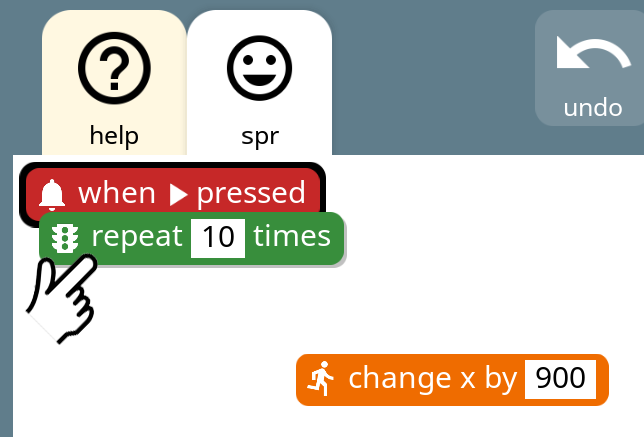 help
spr
undo
when pressed
repeat 10 times
change x by 900